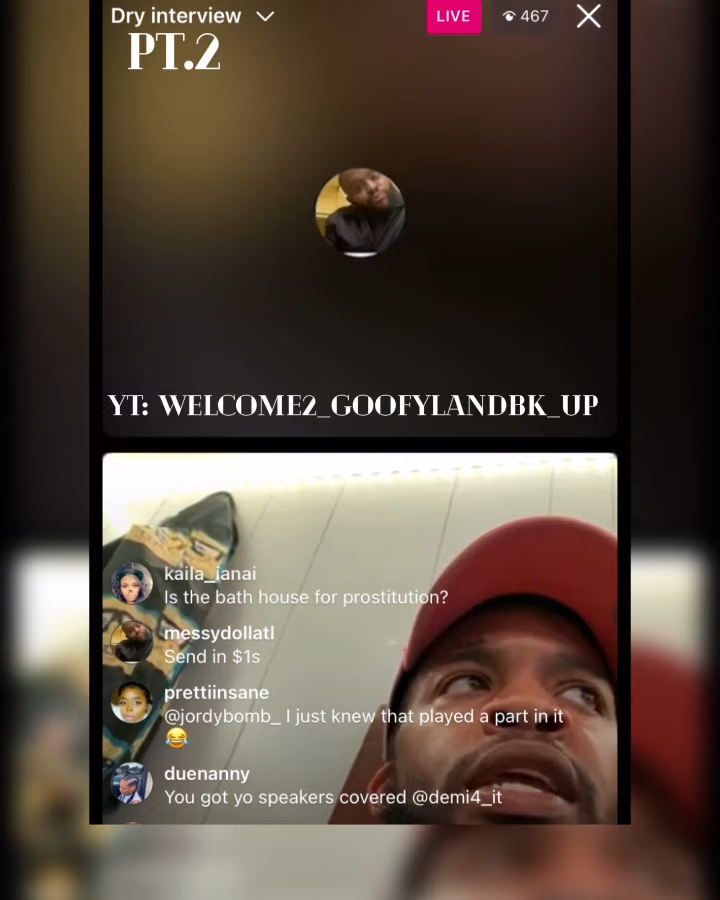 Dry interview
LIVE
467
PT.2
YT: WELCOME2_GOOFYLANDBK_UP
kaila_ianai
Is the bath house for prostitution?
messydollatl
Send in $1s
prettiinsane
@jordybomb_ I just knew that played a part in it
😂
duenanny
You got yo speakers covered @demi4_it